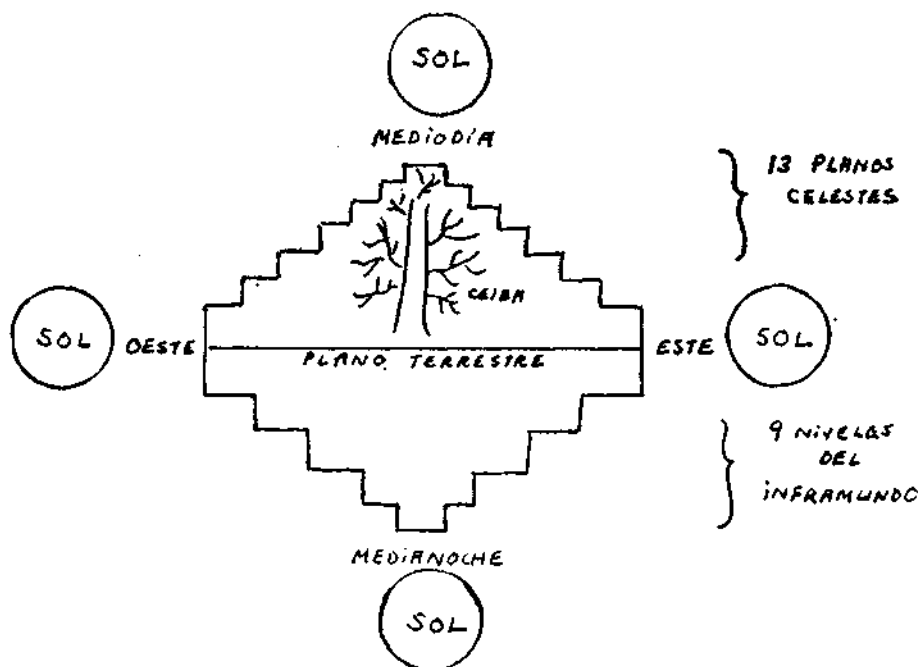 SOL
MEDIODIA
13 PLANOS
CELESTES
CEIBA
SOL
OESTE
PLANO TERRESTRE
ESTE
SOL
9 NIVELES
DEL
INFRAMUNDO
MEDIANOCHE
SOL